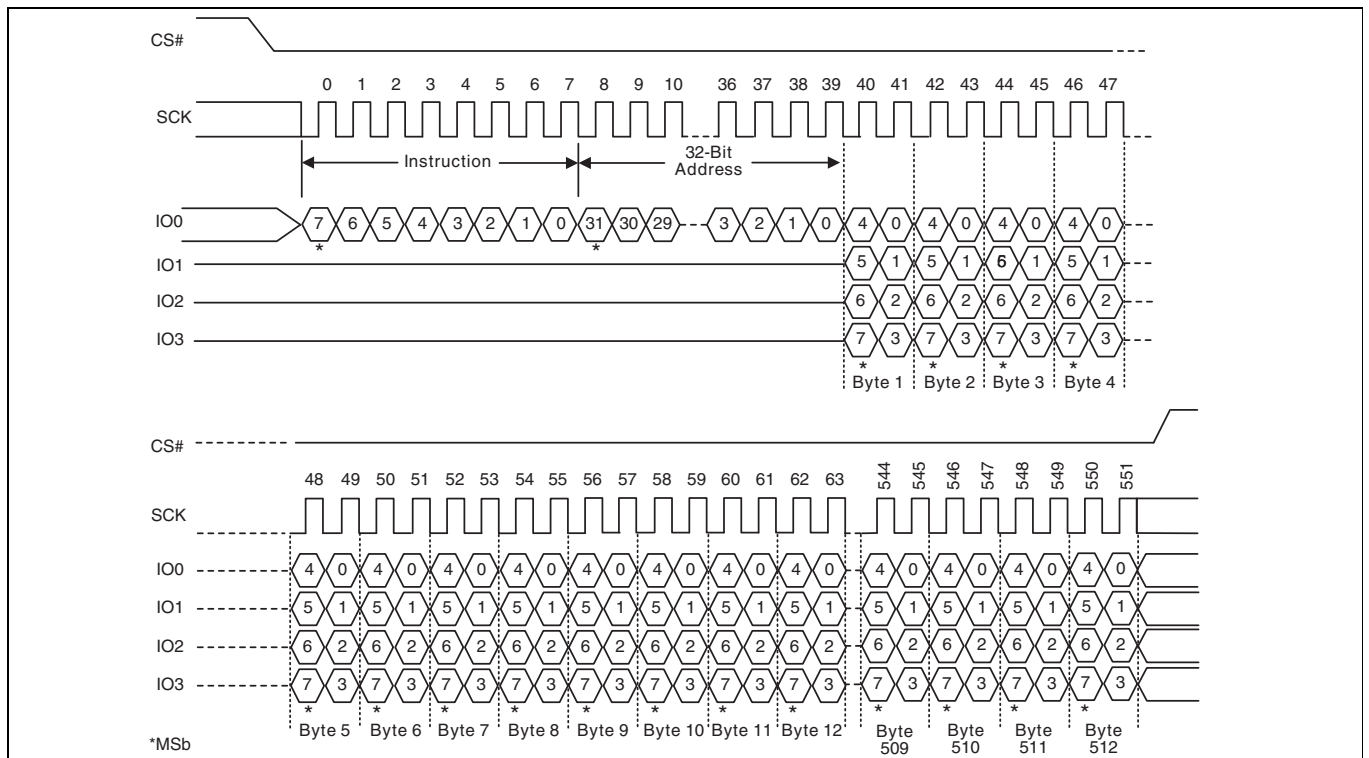 CS#
0 1 2 3 4 5 6 7 8 9 10 36 37 38 39 40 41 42 43 44 45 46 47
SCK
Instruction
32-Bit
Address
IO0 7 6 5 4 3 2 1 0 31 30 29 3 2 1 0 4 0 4 0 4 0 4 0
* *
IO1 5 1 5 1 6 1 5 1
IO2 6 2 6 2 6 2 6 2
IO3 7 3 7 3 7 3 7 3
* * * *
Byte 1 Byte 2 Byte 3 Byte 4
CS#
48 49 50 51 52 53 54 55 56 57 58 59 60 61 62 63 544 545 546 547 548 549 550 551
SCK
IO0 4 0 4 0 4 0 4 0 4 0 4 0 4 0 4 0 4 0 4 0 4 0 4 0
IO1 5 1 5 1 5 1 5 1 5 1 5 1 5 1 5 1 5 1 5 1 5 1 5 1
IO2 6 2 6 2 6 2 6 2 6 2 6 2 6 2 6 2 6 2 6 2 6 2 6 2
IO3 7 3 7 3 7 3 7 3 7 3 7 3 7 3 7 3 7 3 7 3 7 3 7 3
* * * * * * * * * * * *
Byte 5 Byte 6 Byte 7 Byte 8 Byte 9 Byte 10 Byte 11 Byte 12 Byte 509 Byte 510 Byte 511 Byte 512
*MSb